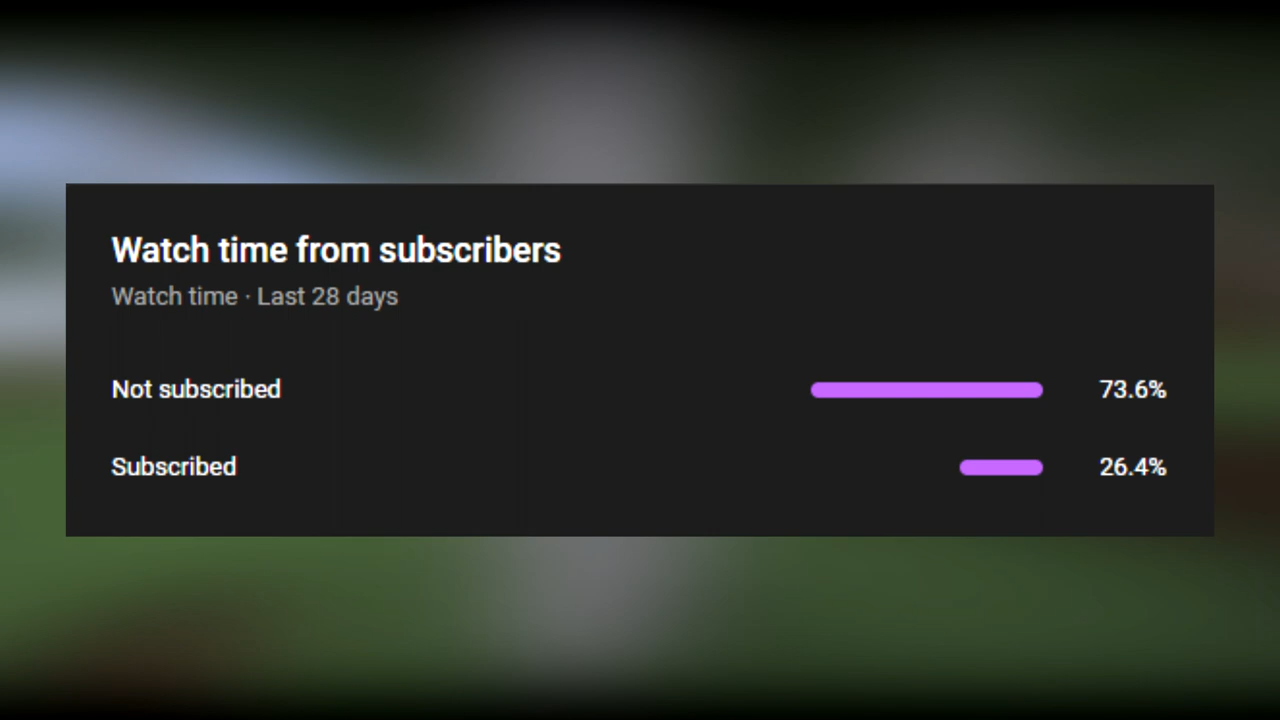 Watch time from subscribers
Watch time · Last 28 days
Not subscribed 73.6%
Subscribed 26.4%